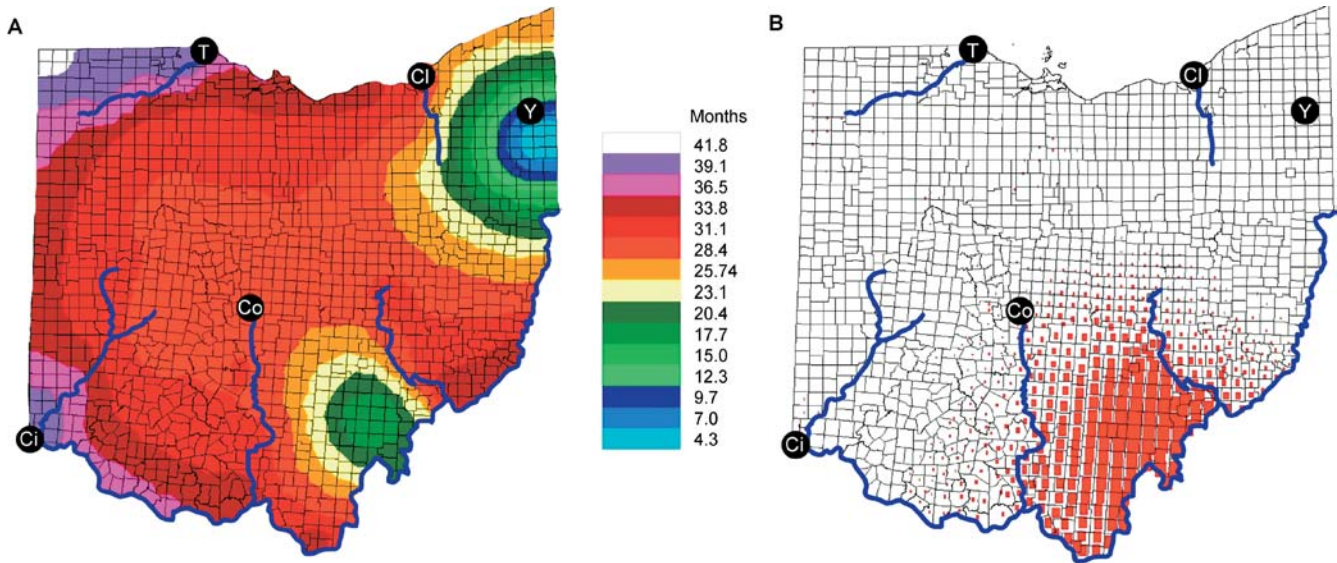 A
B
T
Cl
Y
Co
Ci
Months
41.8
39.1
36.5
33.8
31.1
28.4
25.74
23.1
20.4
17.7
15.0
12.3
9.7
7.0
4.3
T
Cl
Y
Co
Ci